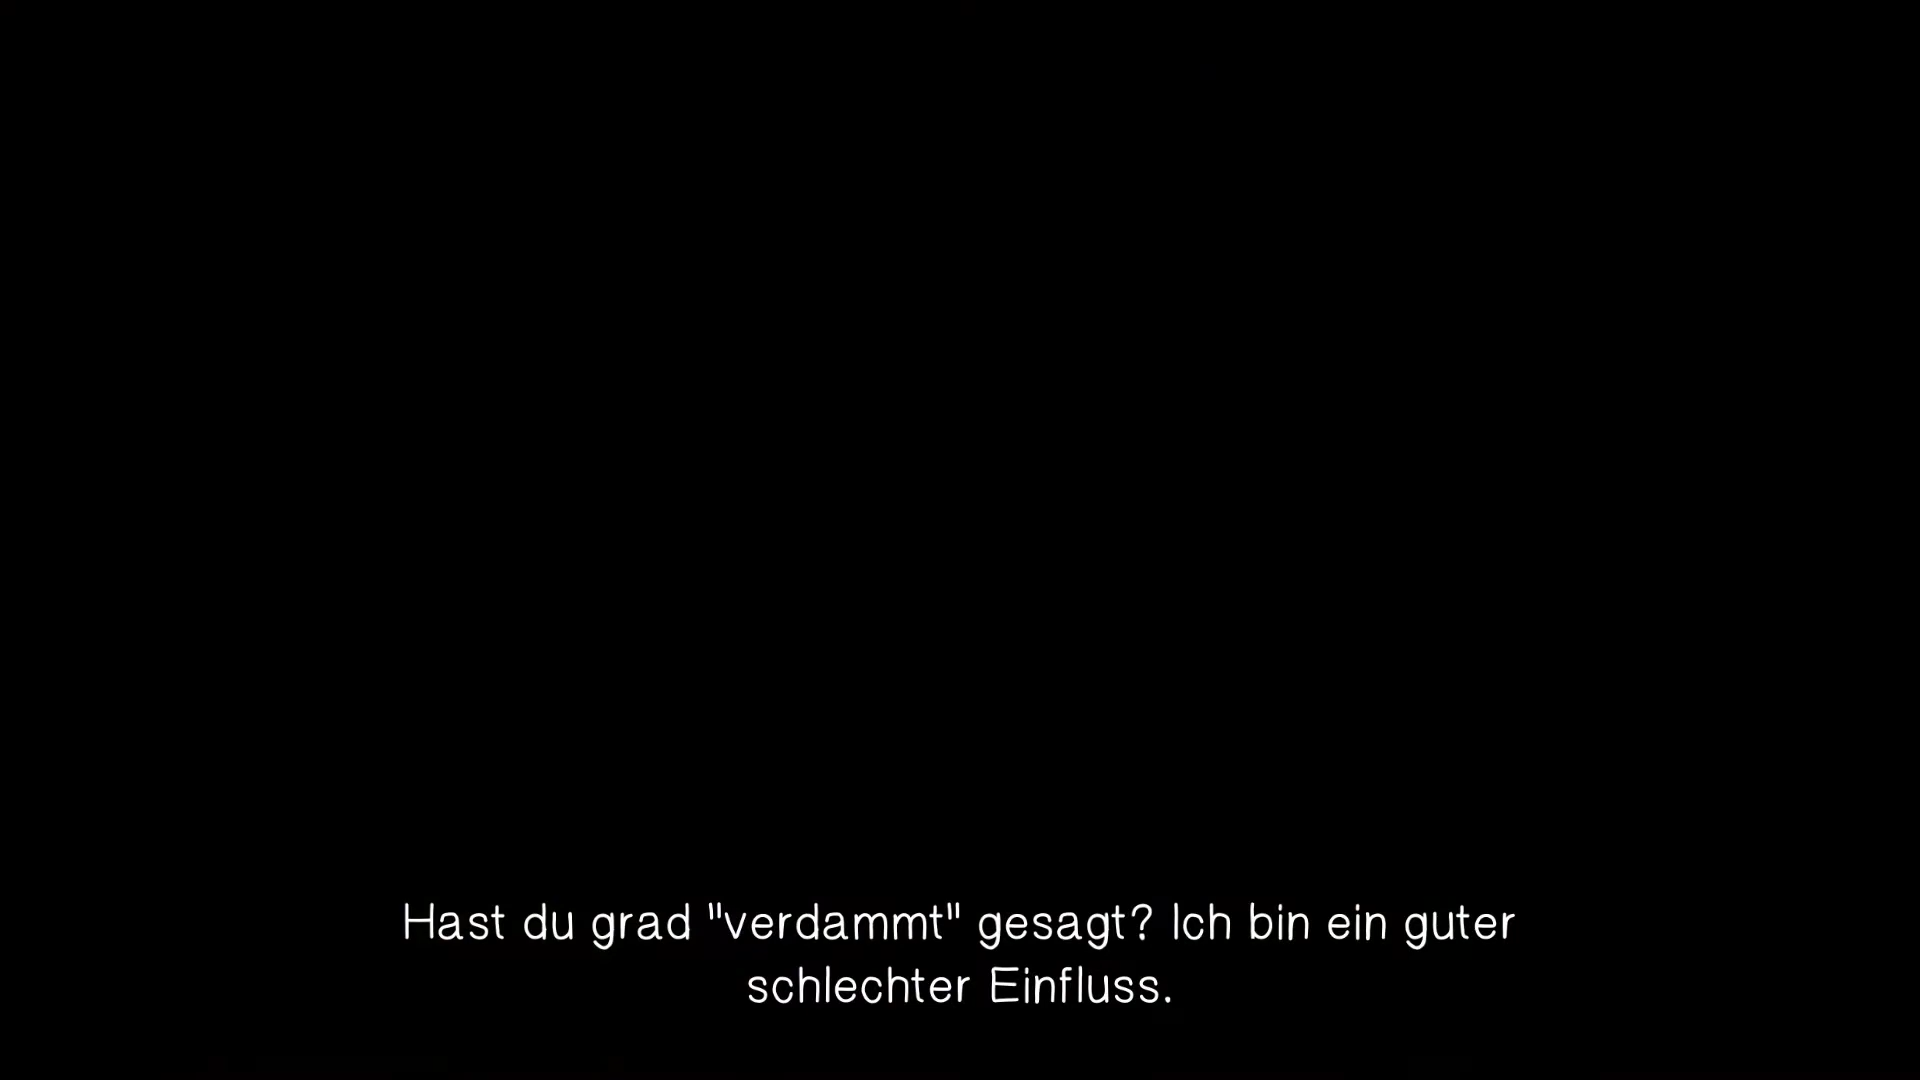 Hast du grad "verdammt" gesagt? Ich bin ein guter
schlechter Einfluss.